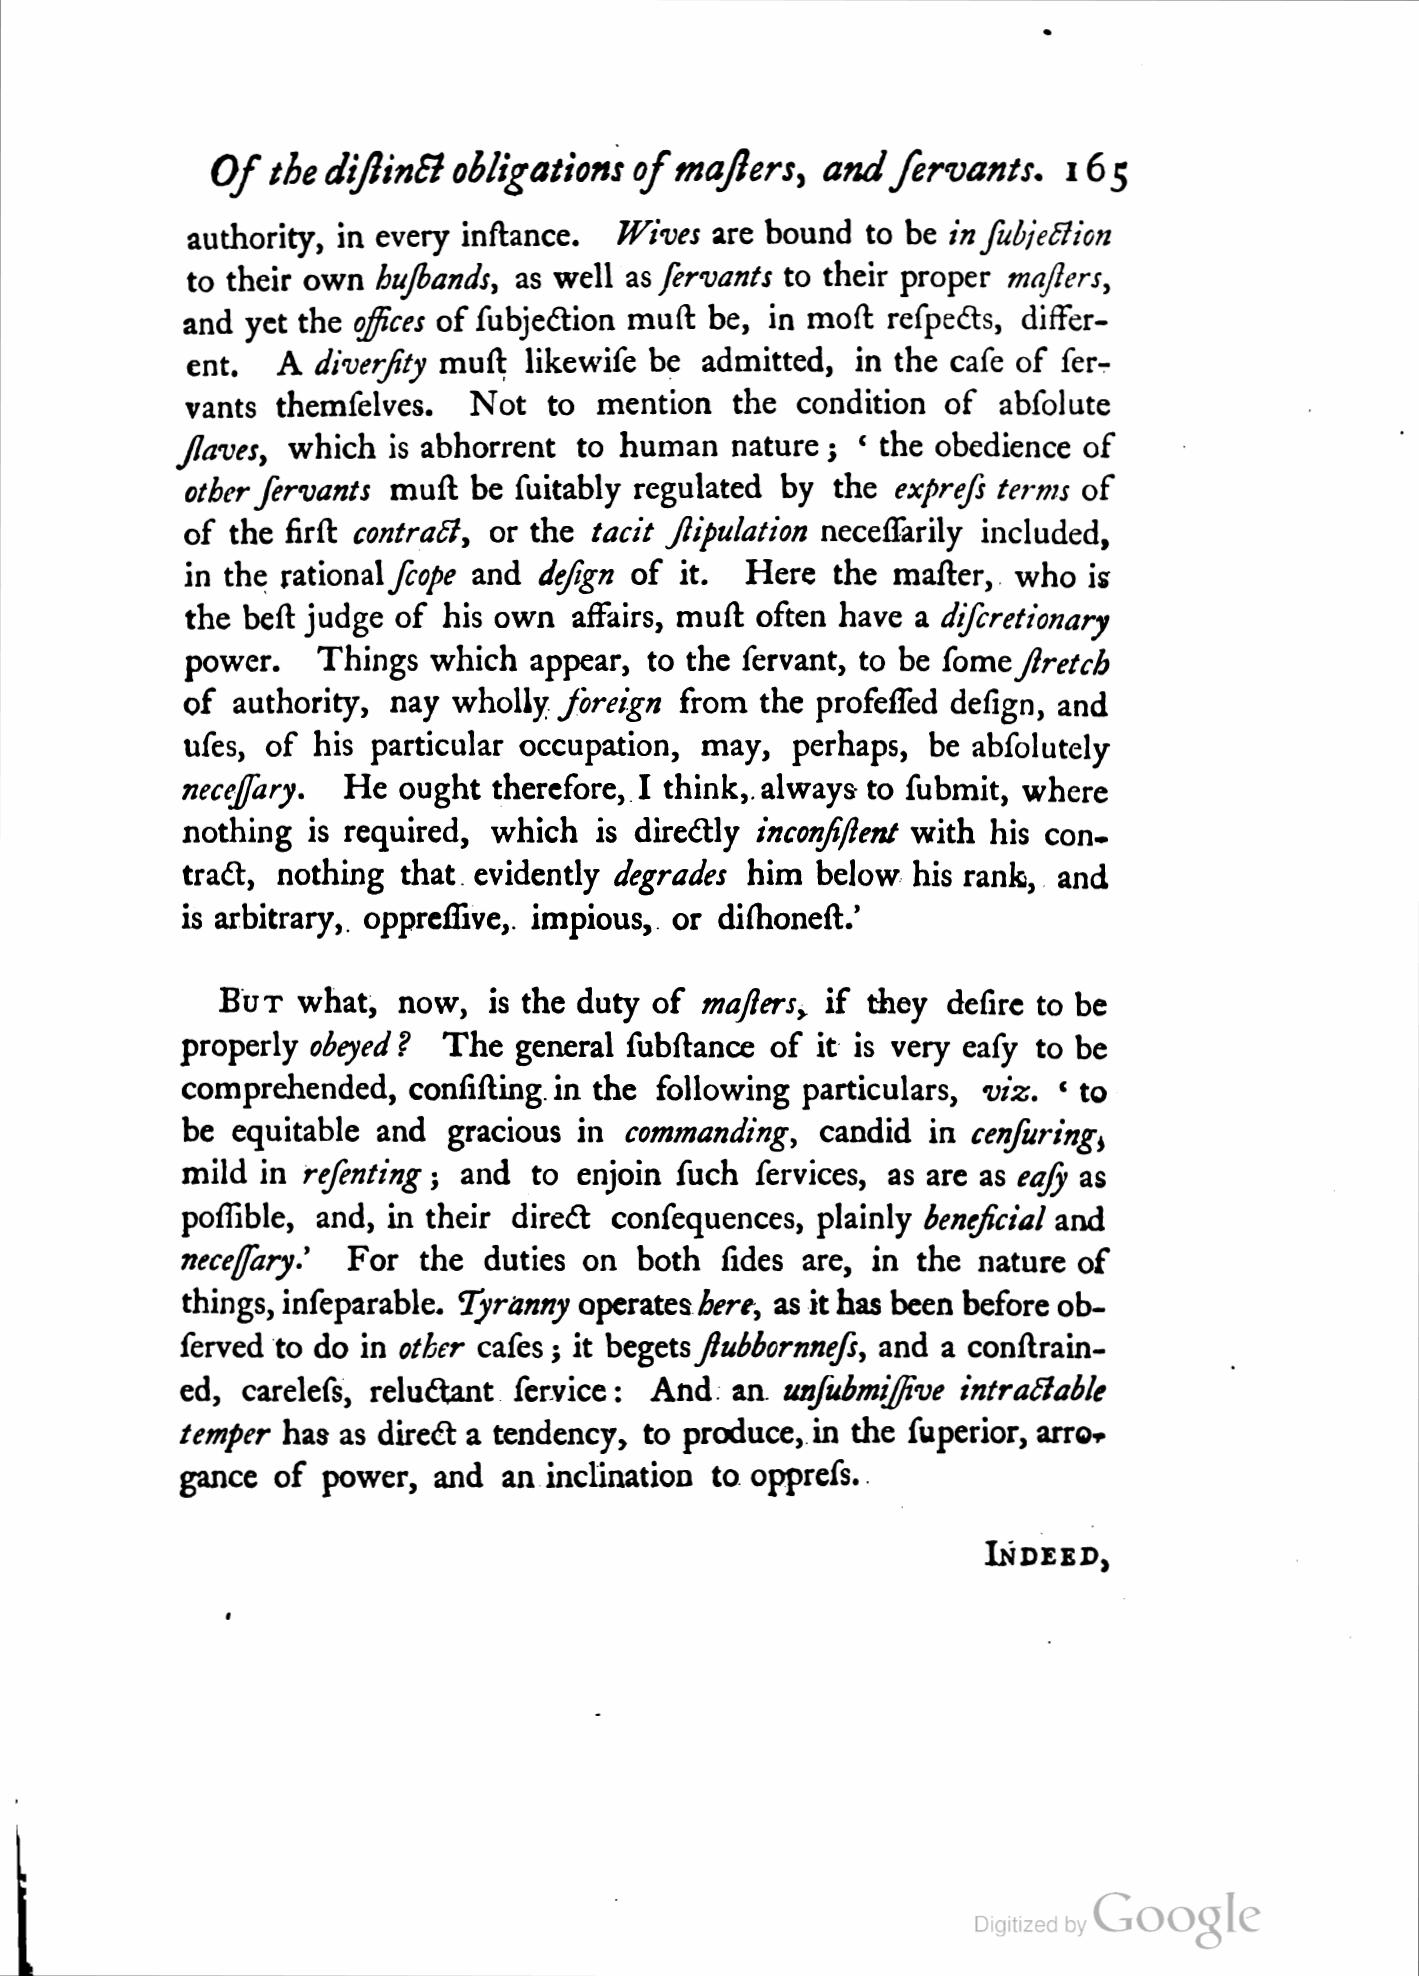 Of the diſtinct obligations of maſters, and ſervants. 165
authority, in every inſtance. Wives are bound to be in ſubjection
to their own huſbands, as well as ſervants to their proper maſters,
and yet the offices of ſubjection muſt be, in moſt reſpects, differ-
ent. A diverſity muſt likewiſe be admitted, in the caſe of ſer-
vants themſelves. Not to mention the condition of abſolute
ſlaves, which is abhorrent to human nature; ‘ the obedience of
other ſervants muſt be ſuitably regulated by the expreſs terms of
of the firſt contract, or the tacit ſtipulation neceſſarily included,
in the rational ſcope and deſign of it. Here the maſter, who is
the beſt judge of his own affairs, muſt often have a diſcretionary
power. Things which appear, to the ſervant, to be ſome ſtretch
of authority, nay wholly foreign from the profeſſed deſign, and
uſes, of his particular occupation, may, perhaps, be abſolutely
neceſſary. He ought therefore, I think, always to ſubmit, where
nothing is required, which is directly inconſiſtent with his con-
tract, nothing that evidently degrades him below his rank, and
is arbitrary, oppreſſive, impious, or diſhoneſt.’
BUT what, now, is the duty of maſters, if they deſire to be
properly obeyed? The general ſubſtance of it is very eaſy to be
comprehended, conſiſting in the following particulars, viz. ‘ to
be equitable and gracious in commanding, candid in cenſuring,
mild in reſenting; and to enjoin ſuch ſervices, as are as eaſy as
poſſible, and, in their direct conſequences, plainly beneficial and
neceſſary.’ For the duties on both ſides are, in the nature of
things, inſeparable. Tyranny operates here, as it has been before ob-
ſerved to do in other caſes; it begets ſtubbornneſs, and a conſtrain-
ed, careleſs, reluctant ſervice: And an unſubmiſſive intractable
temper has as direct a tendency, to produce, in the ſuperior, arro-
gance of power, and an inclination to oppreſs.
INDEED,
Digitized by Google